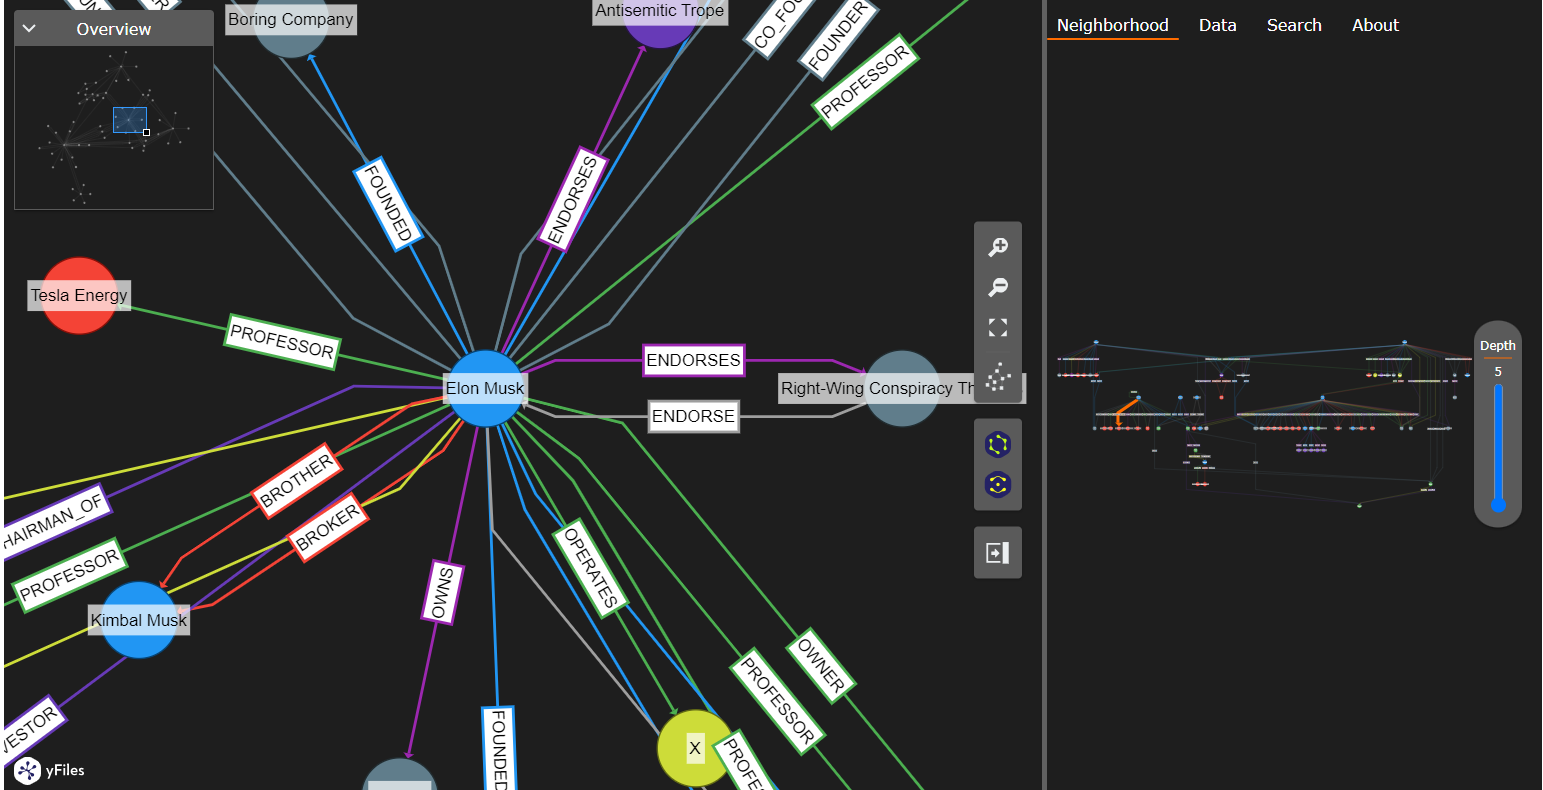 Overview
Boring Company
Antisemitic Trope
CO_FOU
FOUNDER
PROFESSOR
Neighborhood
Data
Search
About
FOUNDED
ENDORSES
Tesla Energy
PROFESSOR
Elon Musk
ENDORSES
Right-Wing Conspiracy Th
ENDORSE
Depth
5
BROTHER
BROKER
HAIRMAN_OF
PROFESSOR
Kimbal Musk
OWNS
OPERATES
OWNER
PROFESSOR
VESTOR
FOUNDED
X
PROFES
yFiles